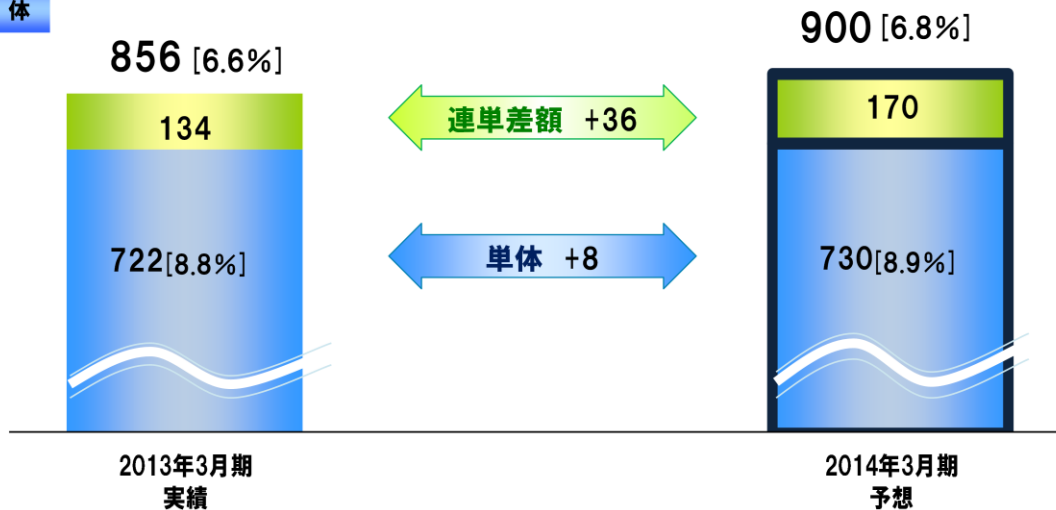 体
856 [6.6%]
900 [6.8%]
134
連単差額 +36
170
722[8.8%]
単体 +8
730[8.9%]
2013年3月期
実績
2014年3月期
予想